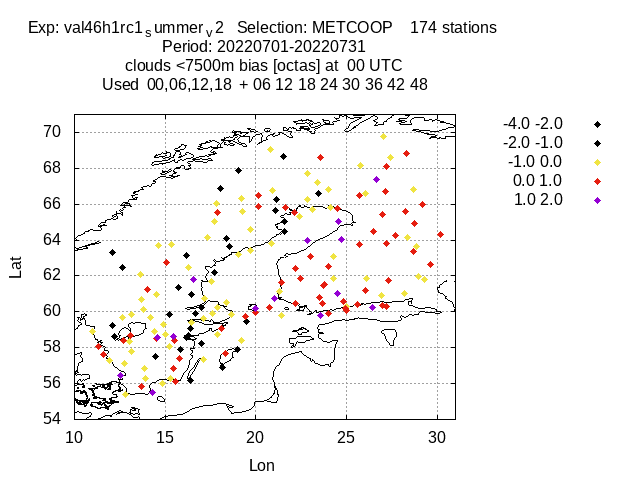 Exp: val46h1rc1summerv2 Selection: METCOOP 174 stations
Period: 20220701-20220731
clouds <7500m bias [octas] at 00 UTC
Used 00,06,12,18 + 06 12 18 24 30 36 42 48
-4.0 -2.0
-2.0 -1.0
-1.0 0.0
0.0 1.0
1.0 2.0
70
68
66
64
62
60
58
56
54
Lat
10 15 20 25 30
Lon